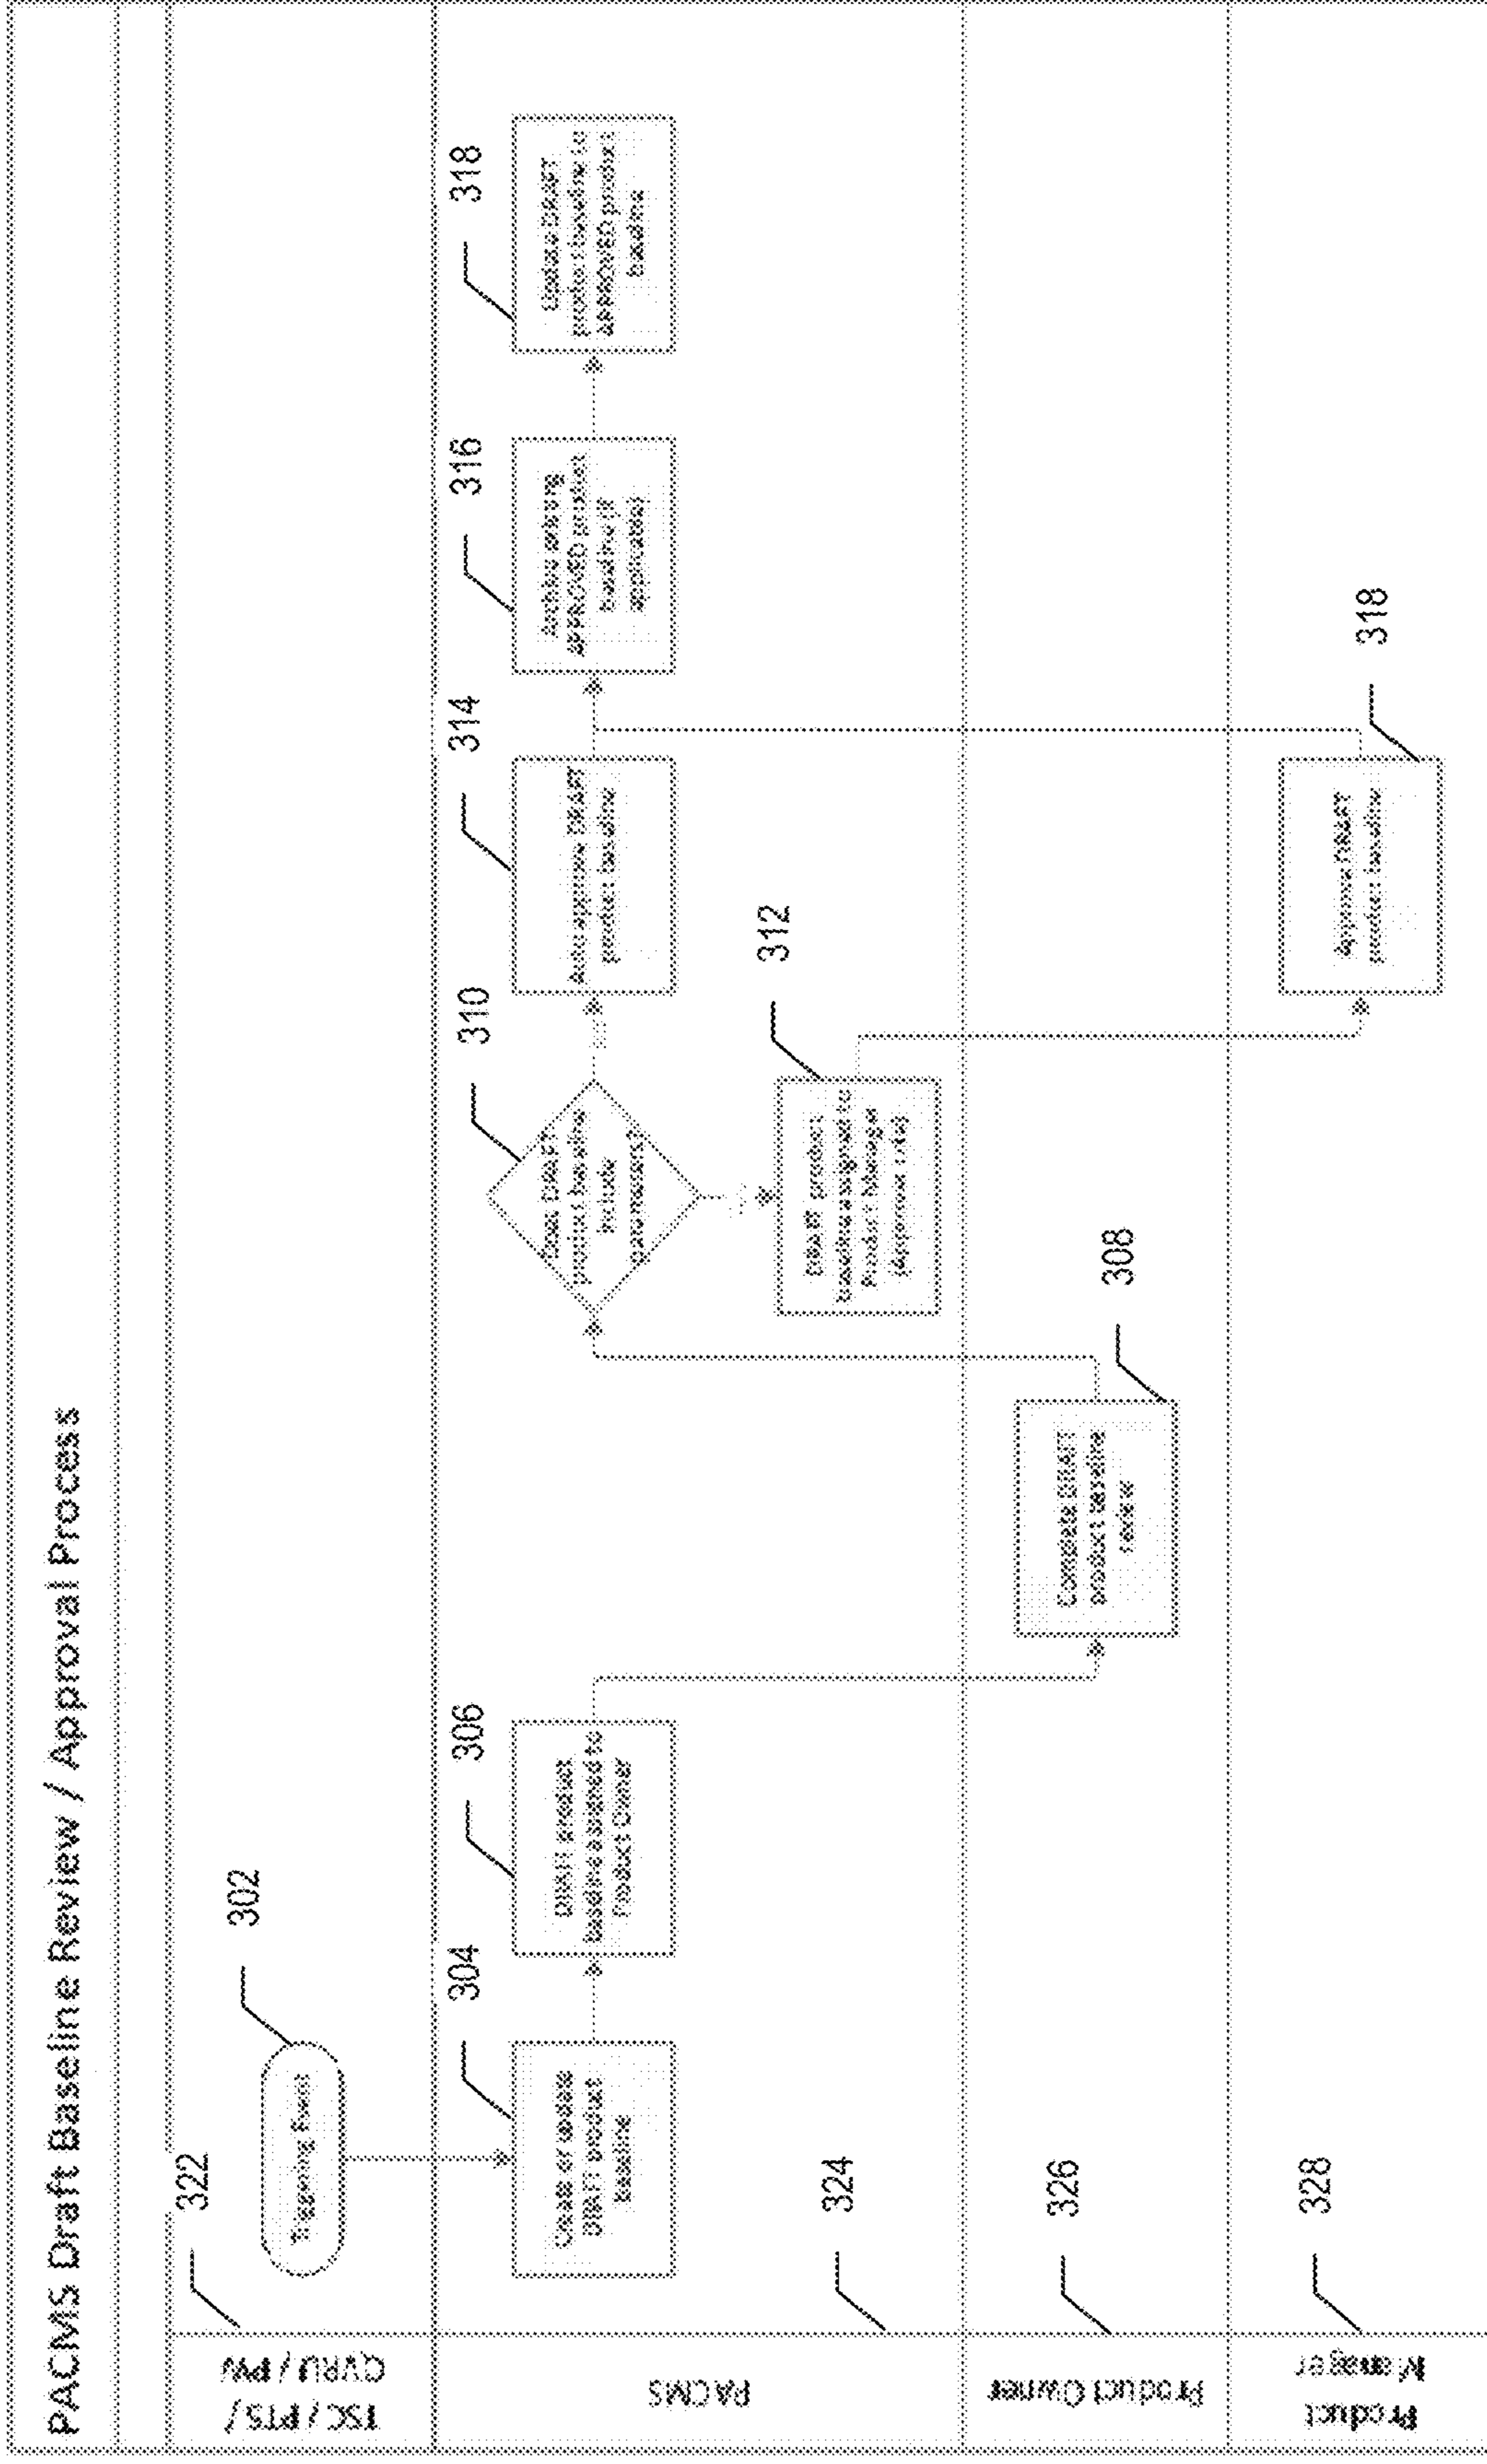 PACMS Draft Baseline Review / Approval Process
TSC / PTS /
QVRU / PW
322
Triggering Event
302
PACMS
324
Create or update
DRAFT product
baseline
304
DRAFT product
baseline assigned to
Product Owner
306
Does DRAFT
product baseline
include
parameters?
310
DRAFT product
baseline assigned to
Product Manager
(Approver role)
312
Auto approve DRAFT
product baseline
314
Archive existing
APPROVED product
baseline (if
applicable)
316
Update DRAFT
product baseline to
APPROVED product
baseline
318
Product Owner
326
Complete DRAFT
product baseline
review
308
Product
Manager
328
Approve DRAFT
product baseline
318